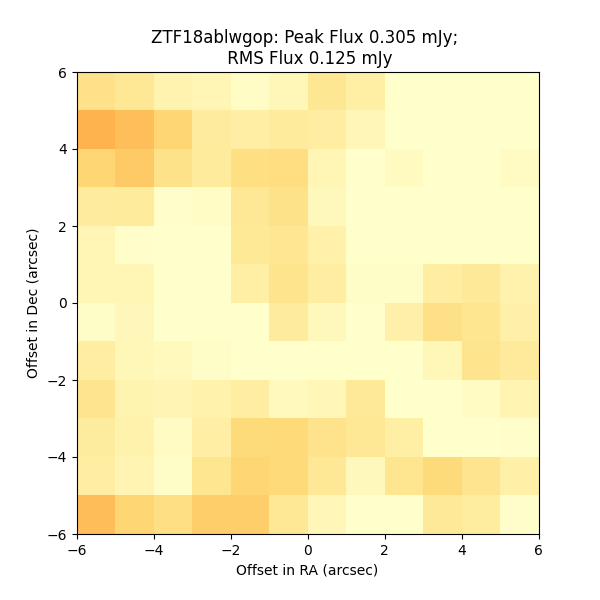 ZTF18ablwgop: Peak Flux 0.305 mJy;
RMS Flux 0.125 mJy
6
4
2
0
−2
−4
−6
Offset in Dec (arcsec)
−6 −4 −2 0 2 4 6
Offset in RA (arcsec)